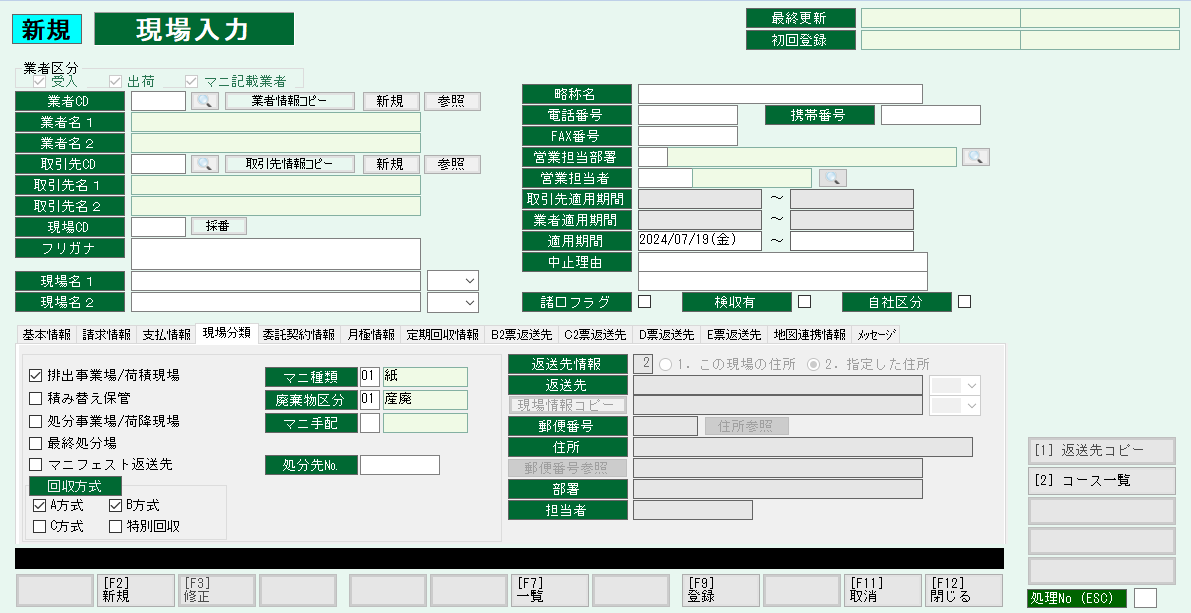 新規 現場入力
最終更新
初回登録
業者区分
受入 出荷 マニ記載業者
業者CD 業者情報コピー 新規 参照
業者名１
業者名２
取引先CD 取引先情報コピー 新規 参照
取引先名１
取引先名２
現場CD 採番
フリガナ
現場名１
現場名２
略称名
電話番号 携帯番号
FAX番号
営業担当部署
営業担当者
取引先適用期間 ～
業者適用期間 ～
適用期間 2024/07/19(金) ～
中止理由
諸口フラグ 検収有 自社区分
基本情報 請求情報 支払情報 現場分類 委託契約情報 月極情報 定期回収情報 B2票返送先 C2票返送先 D票返送先 E票返送先 地図連携情報 メッセージ
排出事業場/荷積現場
積み替え保管
処分事業場/荷降現場
最終処分場
マニフェスト返送先
回収方式
A方式 B方式
C方式 特別回収
マニ種類 01 紙
廃棄物区分 01 産廃
マニ手配
処分先No.
返送先情報 2 1. この現場の住所 2. 指定した住所
返送先
現場情報コピー
郵便番号 住所参照
住所
郵便番号参照
部署
担当者
[1] 返送先コピー
[2] コース一覧
[F2]
新規
[F3]
修正
[F7]
一覧
[F9]
登録
[F11]
取消
[F12]
閉じる
処理No (ESC)